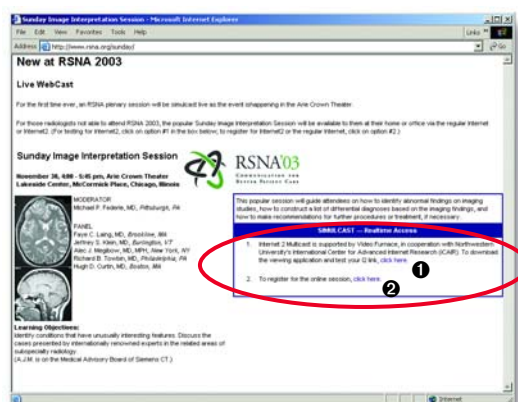 Sunday Image Interpretation Session - Microsoft Internet Explorer
File Edit View Favorites Tools Help
Links
Address http://www.rsna.org/sunday/
Go
New at RSNA 2003
Live WebCast
For the first time ever, an RSNA plenary session will be simulcast live as the event is happening in the Arie Crown Theater.
For those radiologists not able to attend RSNA 2003, the popular Sunday Image Interpretation Session will be available to them at their home or office via the regular Internet
or Internet2. (For testing for Internet2, click on option #1 in the box below, to register for Internet2 or the regular Internet, click on option #2.)
Sunday Image Interpretation Session
November 30, 4:00 - 5:45 pm, Arie Crown Theater
Lakeside Center, McCormick Place, Chicago, Illinois
MODERATOR
Michael P. Federle, MD, Pittsburgh, PA
PANEL
Faye C. Laing, MD, Brookline, MA
Jeffrey S. Klein, MD, Burlington, VT
Alec J. Megibow, MD, MPH, New York, NY
Richard B. Towbin, MD, Philadelphia, PA
Hugh D. Curtin, MD, Boston, MA
Learning Objectives:
Identify conditions that have unusually interesting features. Discuss the
cases presented by internationally renowned experts in the related areas of
subspecialty radiology.
(A.J.M. is on the Medical Advisory Board of Siemens CT.)
RSNA'03
COMMUNICATION FOR
BETTER PATIENT CARE
This popular session will guide attendees on how to identify abnormal findings on imaging
studies, how to construct a list of differential diagnoses based on the imaging findings, and
how to make recommendations for further procedures or treatment, if necessary.
SIMULCAST — Realtime Access
1. Internet 2 Multicast is supported by Video Furnace, in cooperation with Northwestern
University's International Center for Advanced Internet Research (iCAIR). To download
the viewing application and test your I2 link, click here.
1
2. To register for the online session, click here.
2
Internet